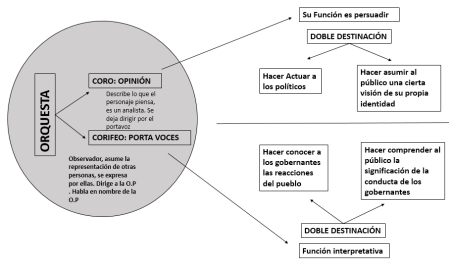 ORQUESTA
CORO: OPINIÓN
Describe lo que el
personaje piensa,
es un analista. Se
deja dirigir por el
portavoz
CORIFEO: PORTA VOCES
Observador, asume la
representación de otras
personas, se expresa
por ellas. Dirige a la O.P
. Habla en nombre de la
O.P
Su Función es persuadir
DOBLE DESTINACIÓN
Hacer Actuar a
los políticos
Hacer asumir al
público una cierta
visión de su propia
identidad
Hacer conocer a
los gobernantes
las reacciones
del pueblo
Hacer comprender al
público la
significación de la
conducta de los
gobernantes
DOBLE DESTINACIÓN
Función interpretativa